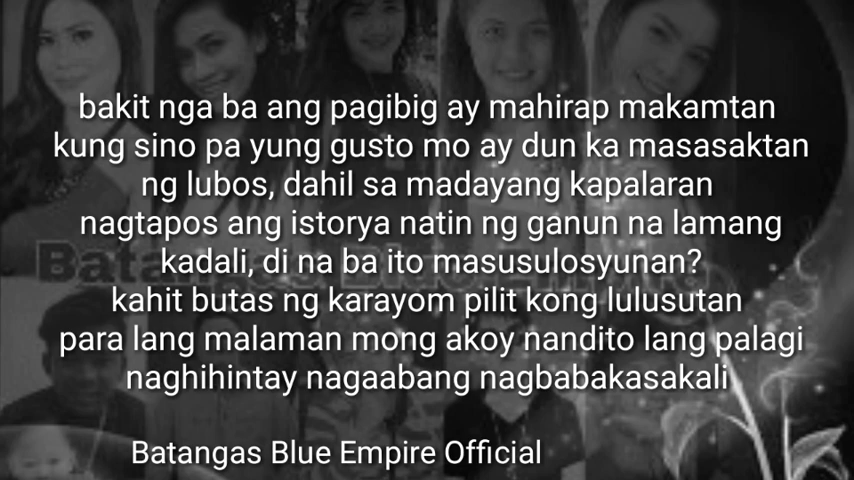 bakit nga ba ang pagibig ay mahirap makamtan
kung sino pa yung gusto mo ay dun ka masasaktan
ng lubos, dahil sa madayang kapalaran
nagtapos ang istorya natin ng ganun na lamang
kadali, di na ba ito masusulosyunan?
kahit butas ng karayom pilit kong lulusutan
para lang malaman mong akoy nandito lang palagi
naghihintay nagaabang nagbabakasakali
Batangas Blue Empire Official